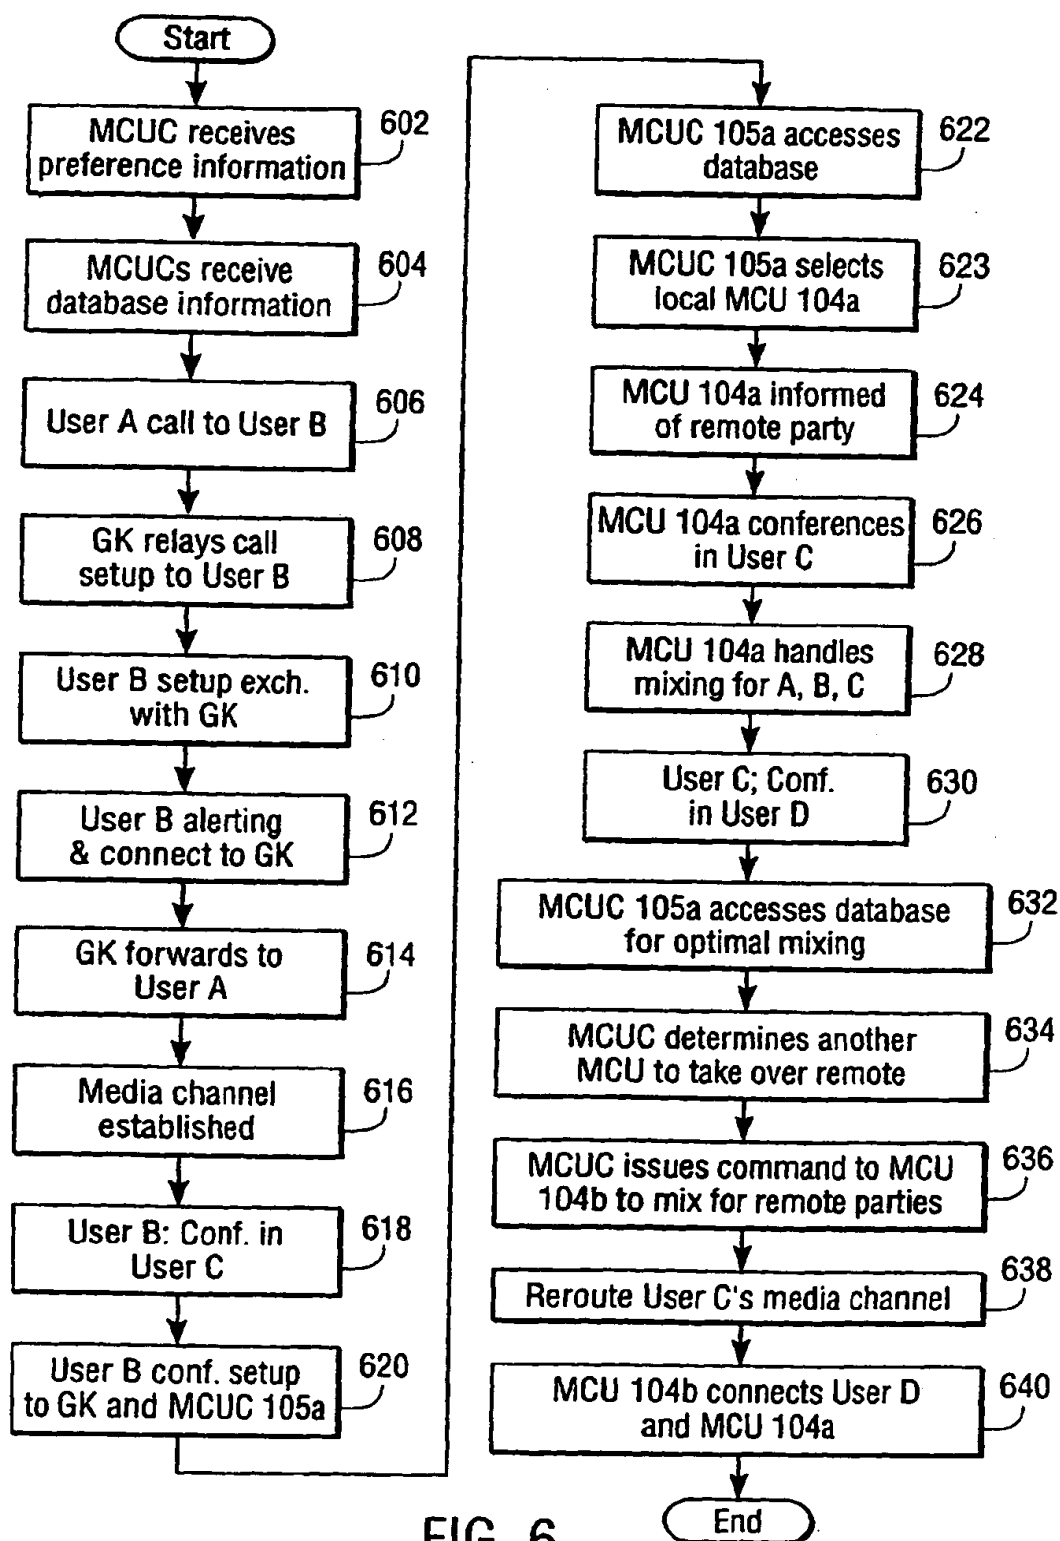 Start
MCUC receives
preference information
602
MCUCs receive
database information
604
User A call to User B
606
GK relays call
setup to User B
608
User B setup exch.
with GK
610
User B alerting
& connect to GK
612
GK forwards to
User A
614
Media channel
established
616
User B: Conf. in
User C
618
User B conf. setup
to GK and MCUC 105a
620
MCUC 105a accesses
database
622
MCUC 105a selects
local MCU 104a
623
MCU 104a informed
of remote party
624
MCU 104a conferences
in User C
626
MCU 104a handles
mixing for A, B, C
628
User C; Conf.
in User D
630
MCUC 105a accesses database
for optimal mixing
632
MCUC determines another
MCU to take over remote
634
MCUC issues command to MCU
104b to mix for remote parties
636
Reroute User C's media channel
638
MCU 104b connects User D
and MCU 104a
640
End
FIG. 6